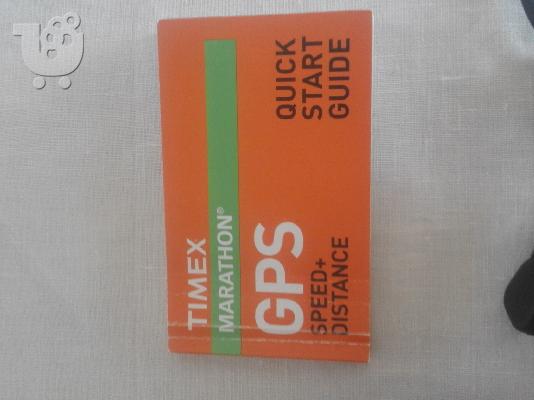 TIMEX
MARATHON®
GPS
SPEED+
DISTANCE
QUICK
START
GUIDE